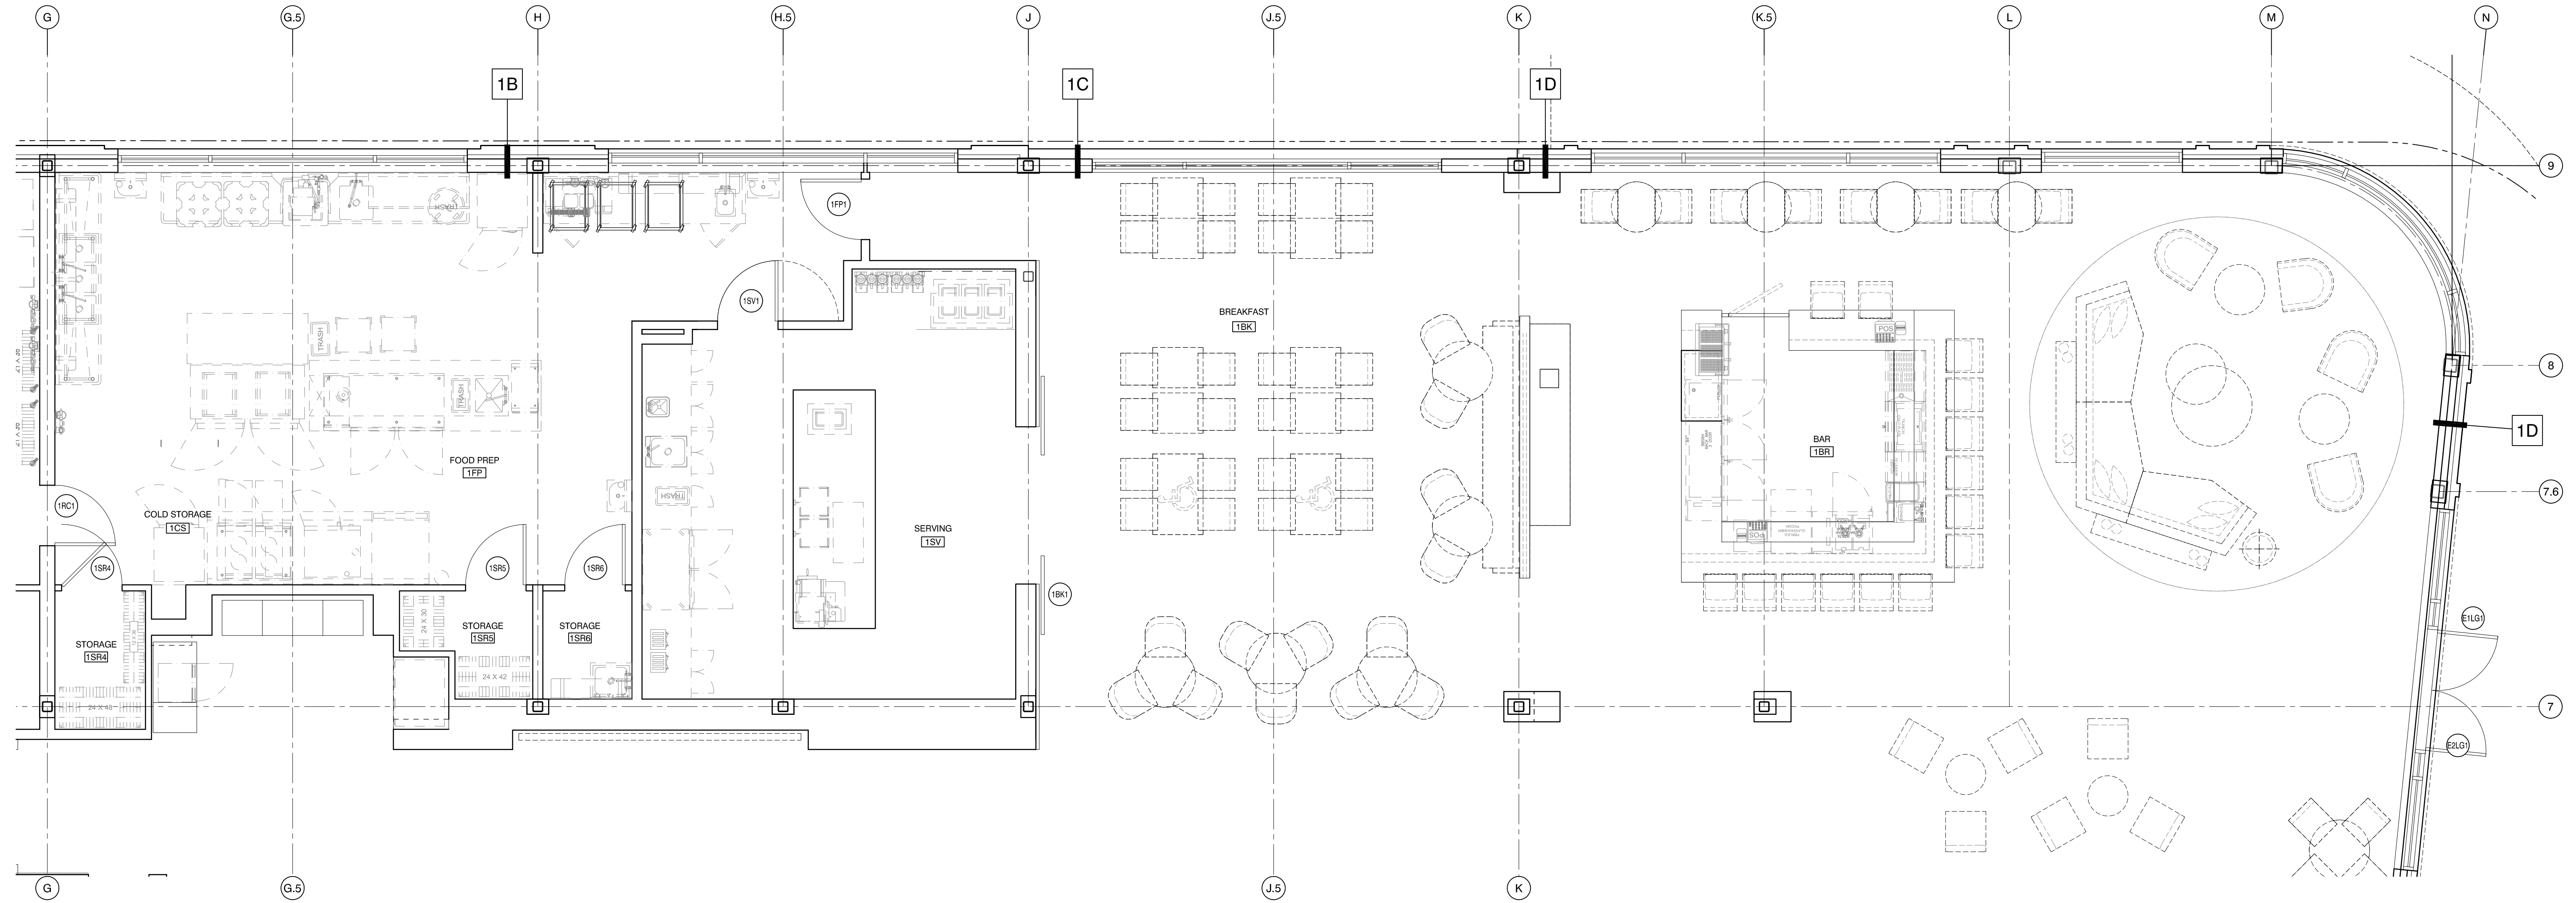 G
G.5
H
H.5
J
J.5
K
K.5
L
M
N
1B
1C
1D
9
TRASH
1FP1
1SV1
BREAKFAST
1BK
TRASH
POS
8
TRASH
1D
BAR
1BR
FOOD PREP
1FP
1RC1
7.6
COLD STORAGE
1CS
TRASH
SERVING
1SV
POS
1SR4
1SR5
1SR6
1BK1
24 X 30
STORAGE
1SR5
STORAGE
1SR6
E1LG1
STORAGE
1SR4
24 X 42
24 X 48
7
E2LG1
G
G.5
J.5
K